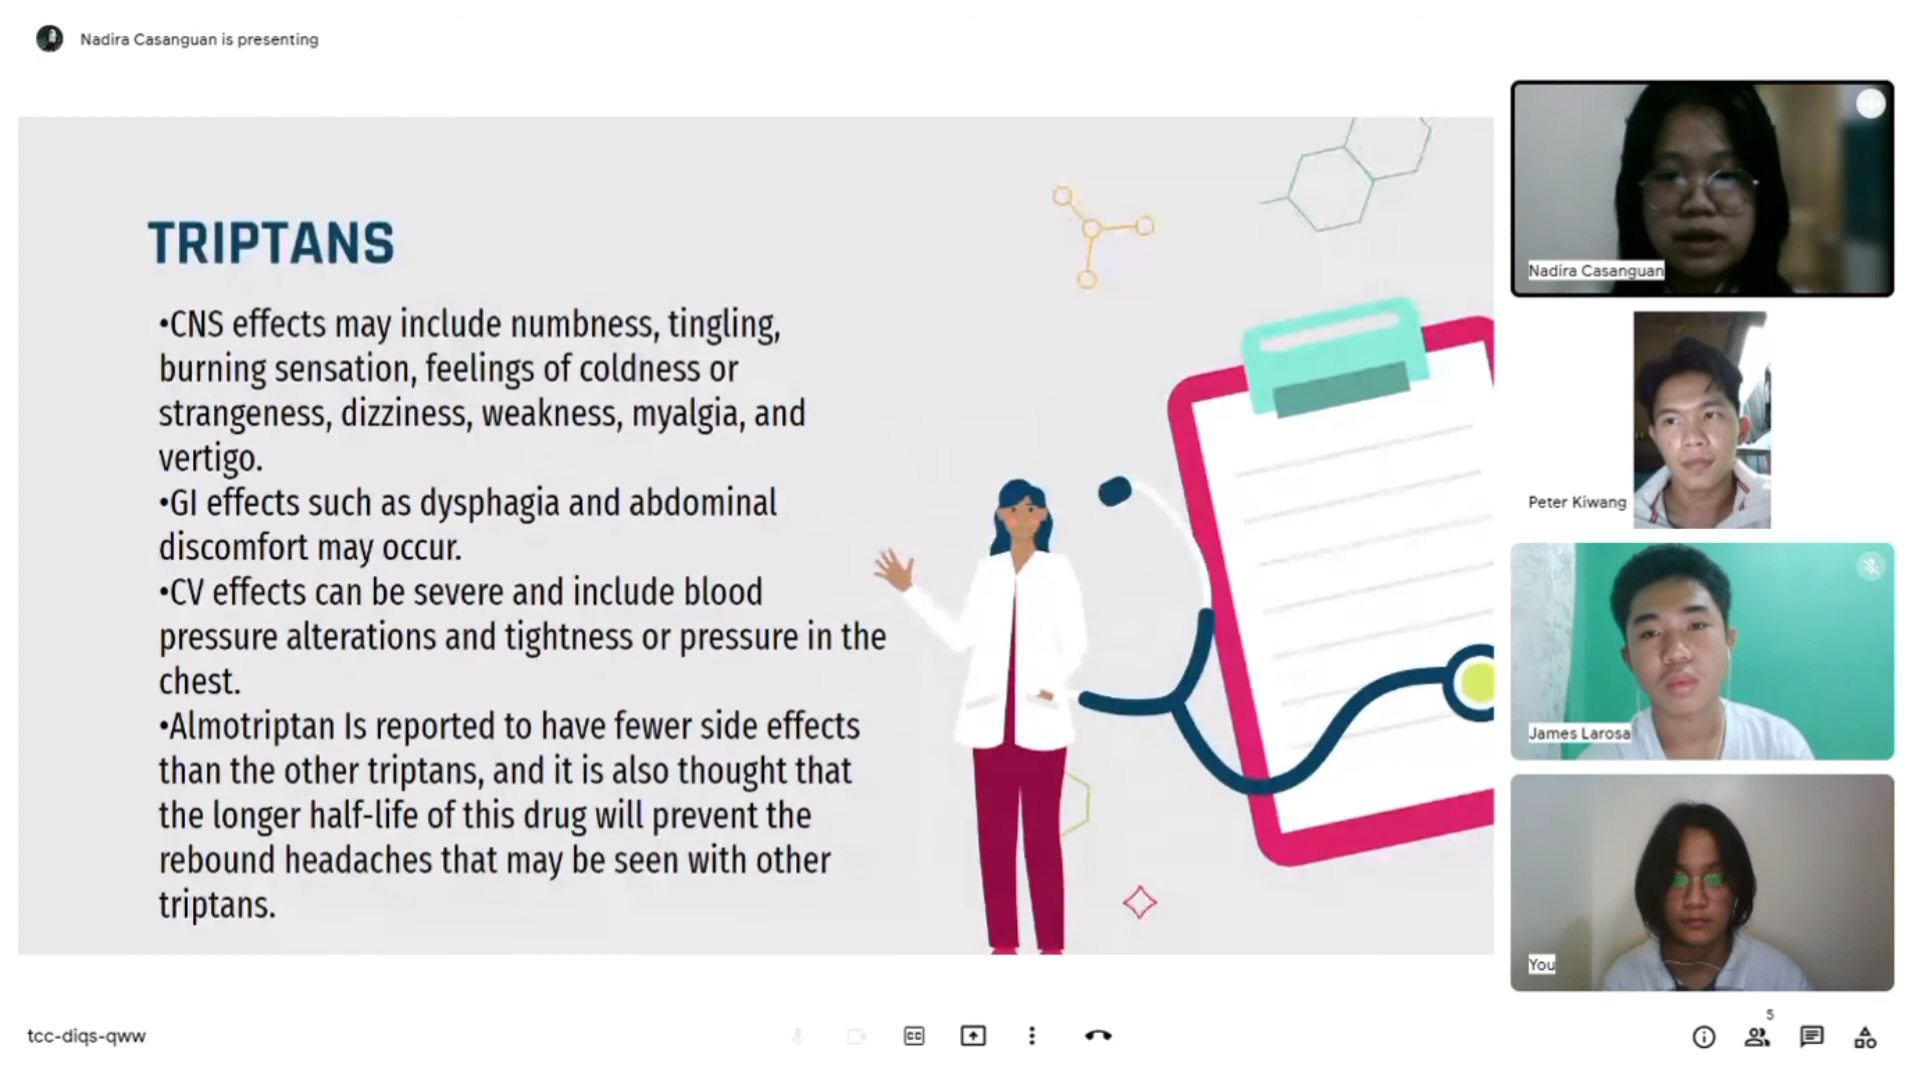 Nadira Casanguan is presenting
TRIPTANS
•CNS effects may include numbness, tingling,
burning sensation, feelings of coldness or
strangeness, dizziness, weakness, myalgia, and
vertigo.
•GI effects such as dysphagia and abdominal
discomfort may occur.
•CV effects can be severe and include blood
pressure alterations and tightness or pressure in the
chest.
•Almotriptan Is reported to have fewer side effects
than the other triptans, and it is also thought that
the longer half-life of this drug will prevent the
rebound headaches that may be seen with other
triptans.
Nadira Casanguan
Peter Kiwang
James Larosa
You
tcc-diqs-qww
CC
5